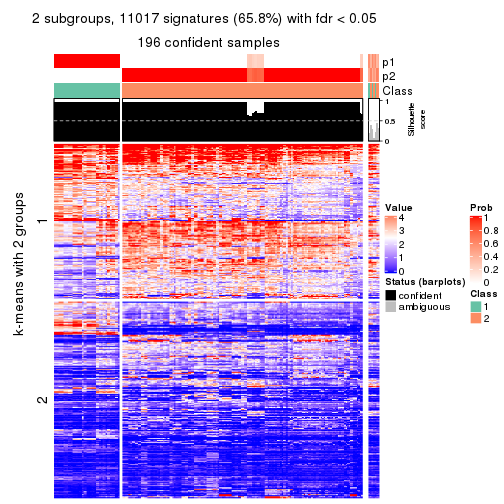 2 subgroups, 11017 signatures (65.8%) with fdr < 0.05
196 confident samples
p1
p2
Class
1
0.5
0
Silhouette
score
k-means with 2 groups
1
2
Value
4
3
2
1
0
Status (barplots)
confident
ambiguous
Prob
1
0.8
0.6
0.4
0.2
0
Class
1
2